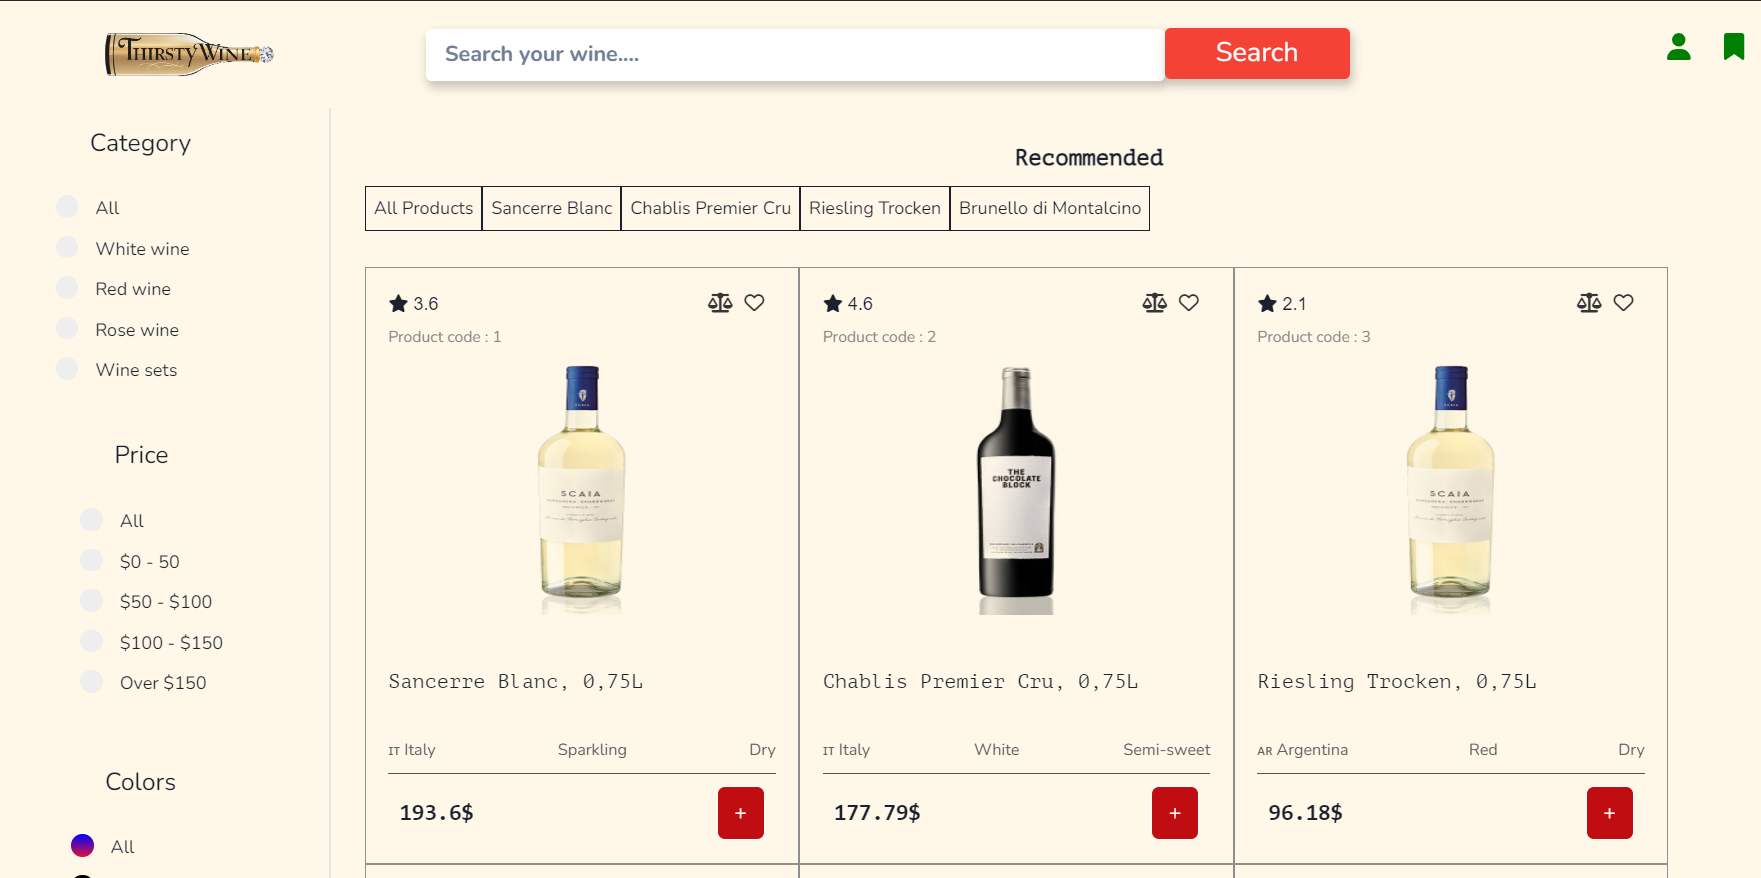 THIRSTYWINE
Search your wine....
Search
Category
All
White wine
Red wine
Rose wine
Wine sets
Price
All
$0 - 50
$50 - $100
$100 - $150
Over $150
Colors
All
Recommended
All Products
Sancerre Blanc
Chablis Premier Cru
Riesling Trocken
Brunello di Montalcino
3.6
Product code : 1
SCAIA
Sancerre Blanc, 0,75L
IT Italy
Sparkling
Dry
193.6$
+
4.6
Product code : 2
THE
CHOCOLATE
BLOCK
Chablis Premier Cru, 0,75L
IT Italy
White
Semi-sweet
177.79$
+
2.1
Product code : 3
SCAIA
Riesling Trocken, 0,75L
AR Argentina
Red
Dry
96.18$
+